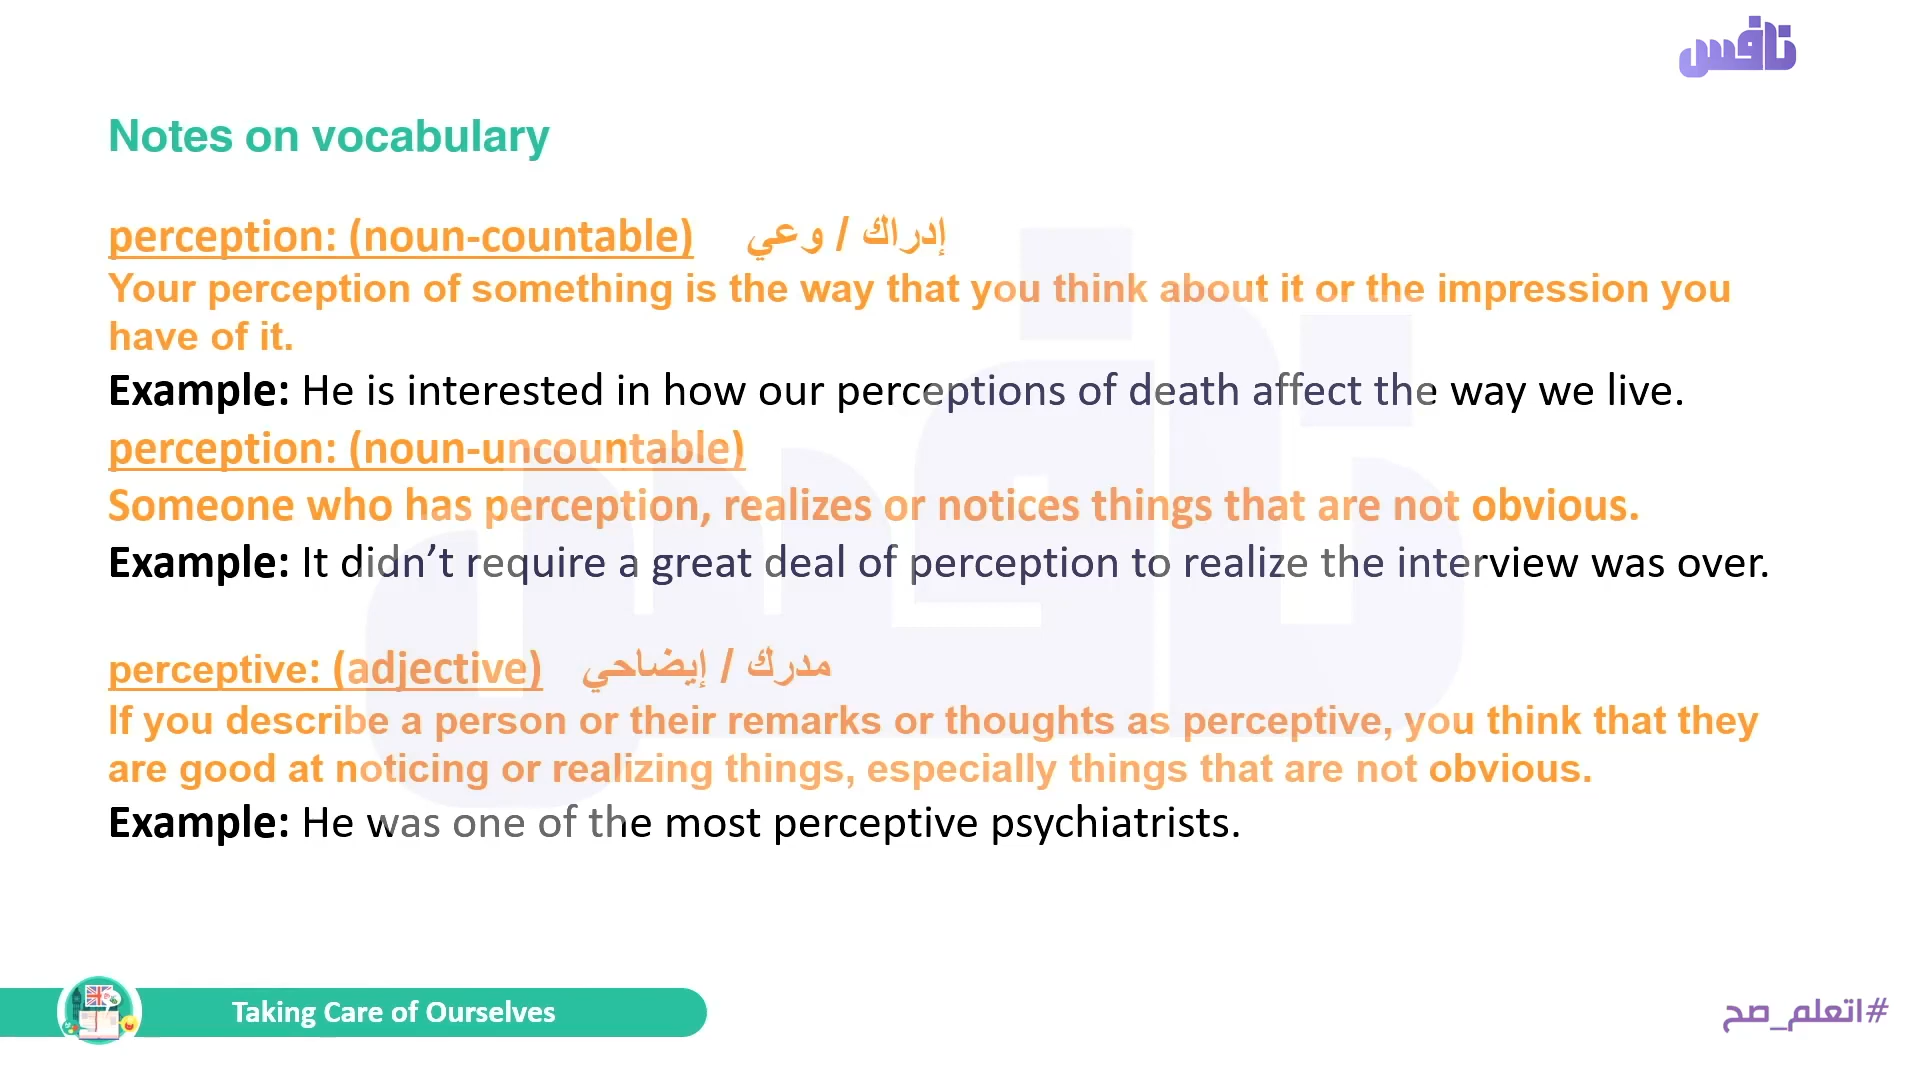 نافس
Notes on vocabulary
perception: (noun-countable) إدراك / وعي
Your perception of something is the way that you think about it or the impression you
have of it.
Example: He is interested in how our perceptions of death affect the way we live.
perception: (noun-uncountable)
Someone who has perception, realizes or notices things that are not obvious.
Example: It didn’t require a great deal of perception to realize the interview was over.
perceptive: (adjective) مدرك / إيضاحي
If you describe a person or their remarks or thoughts as perceptive, you think that they
are good at noticing or realizing things, especially things that are not obvious.
Example: He was one of the most perceptive psychiatrists.
Taking Care of Ourselves
#اتعلم_صح